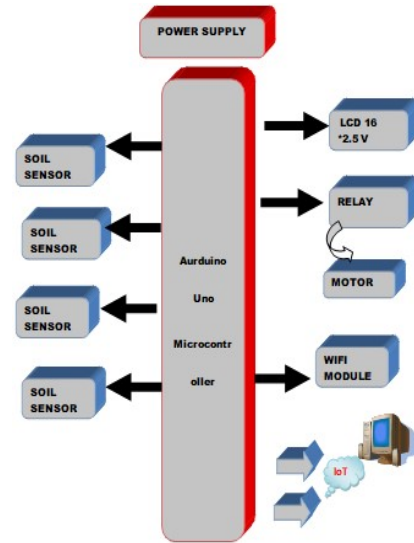 POWER SUPPLY
SOIL
SENSOR
SOIL
SENSOR
SOIL
SENSOR
SOIL
SENSOR
Aurduino
Uno
Microcontr
oller
LCD 16
*2.5 V
RELAY
MOTOR
WIFI
MODULE
IoT